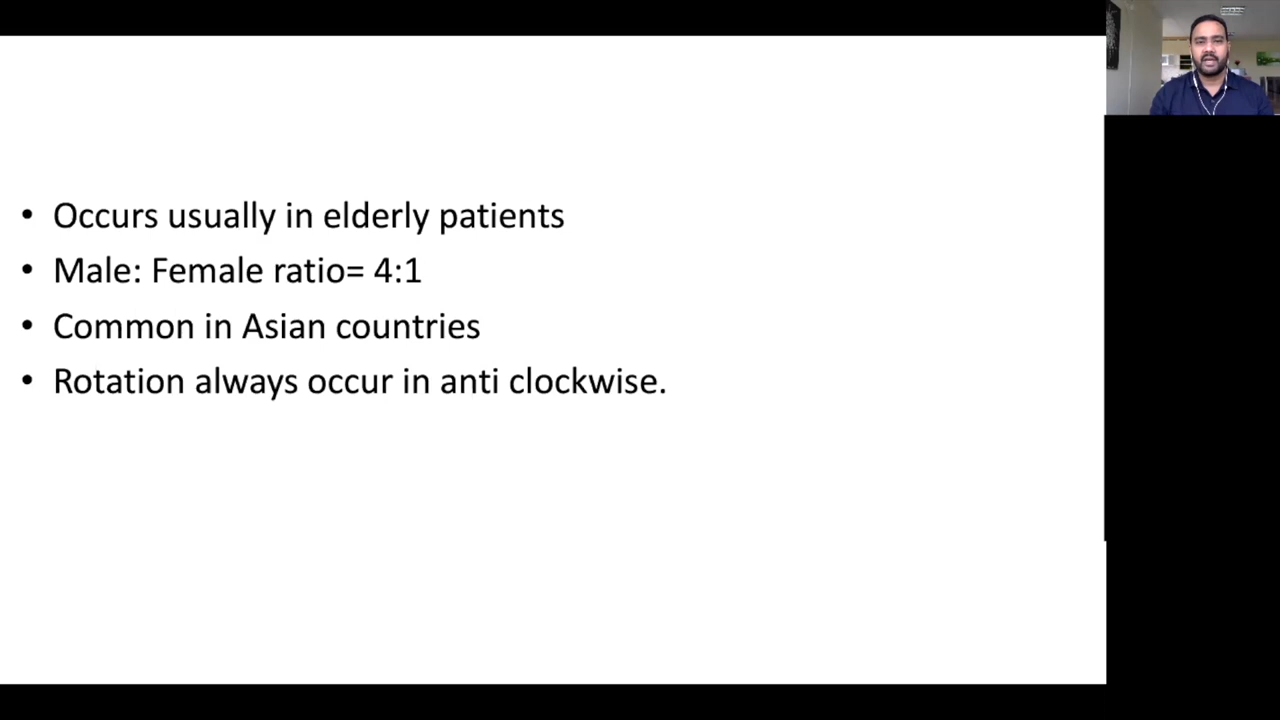 • Occurs usually in elderly patients
• Male: Female ratio= 4:1
• Common in Asian countries
• Rotation always occur in anti clockwise.